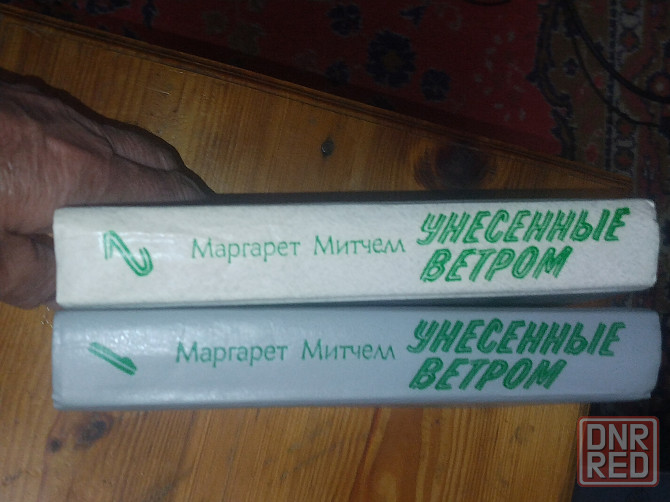 2
Маргарет Митчелл
УНЕСЕННЫЕ
ВЕТРОМ
1
Маргарет Митчелл
УНЕСЕННЫЕ
ВЕТРОМ
DNR
RED